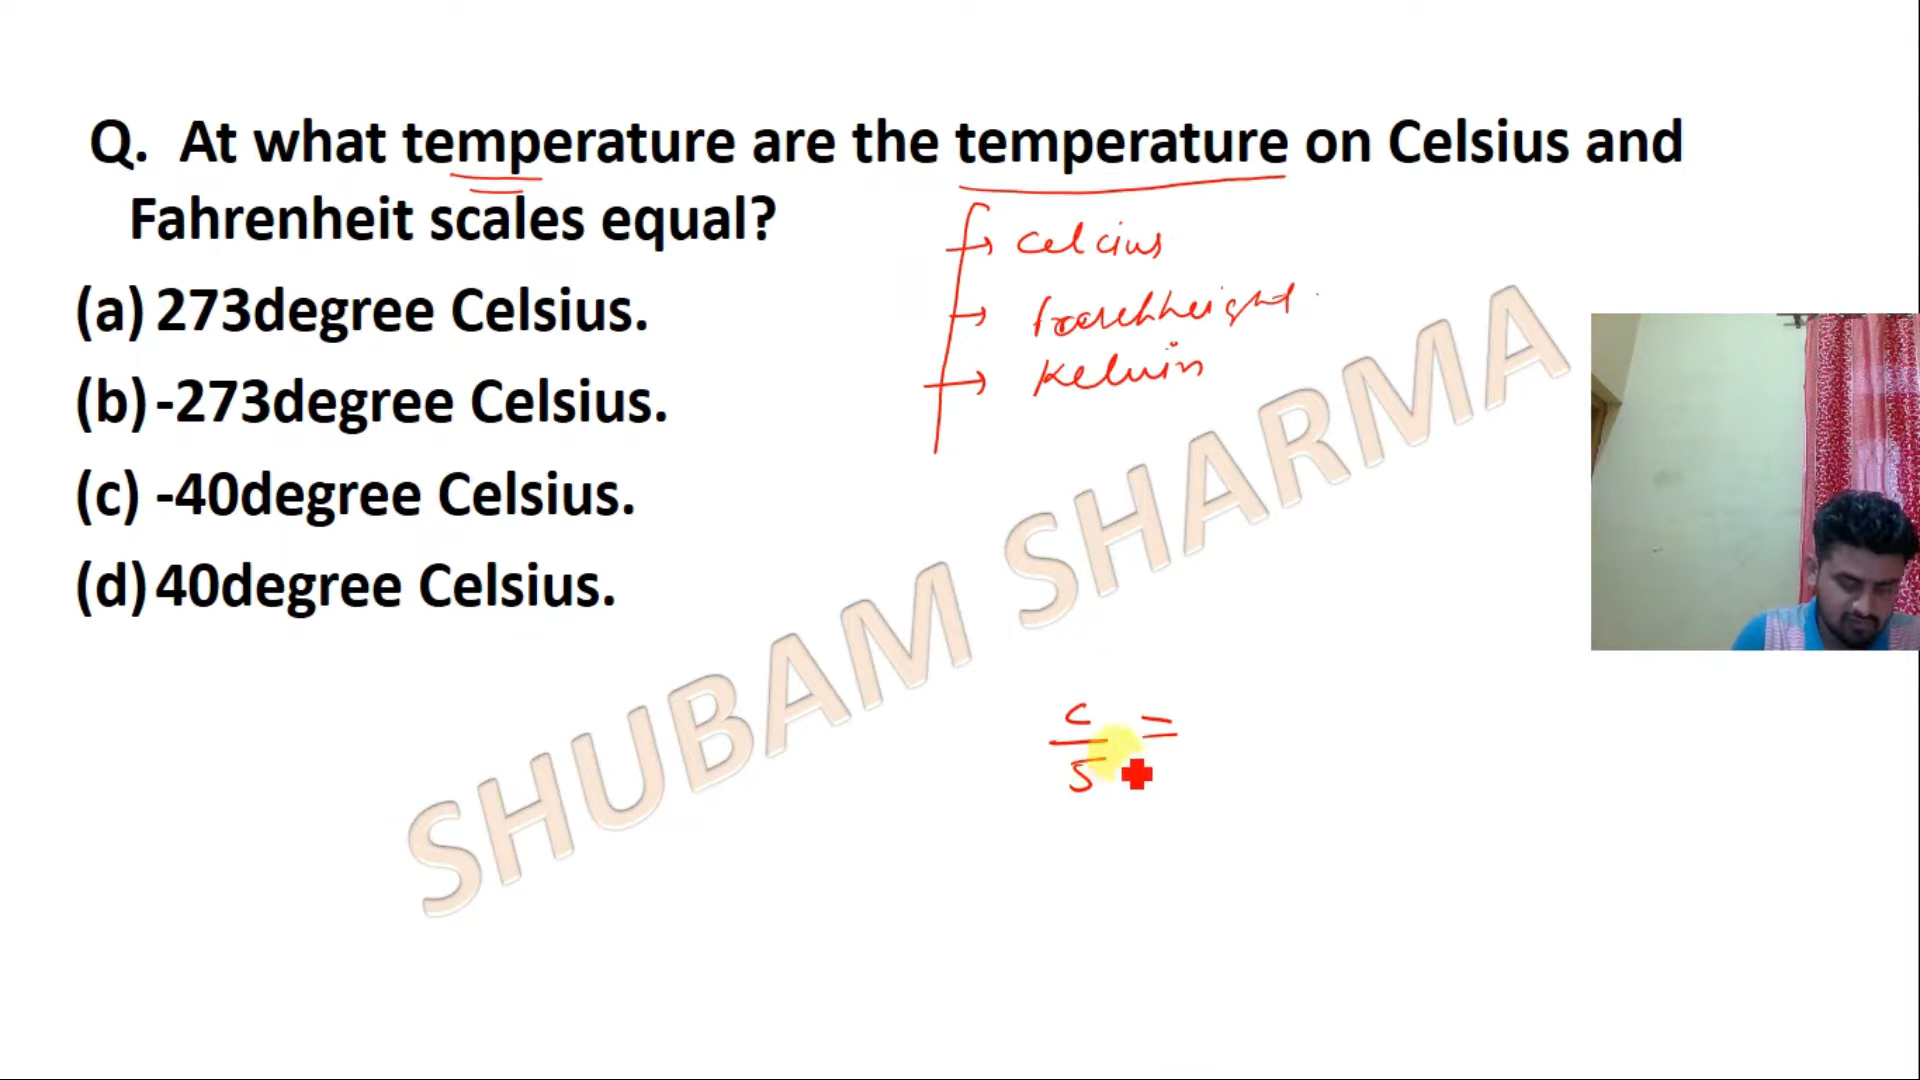 Q. At what temperature are the temperature on Celsius and
Fahrenheit scales equal?
(a) 273degree Celsius.
(b) -273degree Celsius.
(c) -40degree Celsius.
(d) 40degree Celsius.
celcius
Kelvin
SHUBAM SHARMA
C
5
=